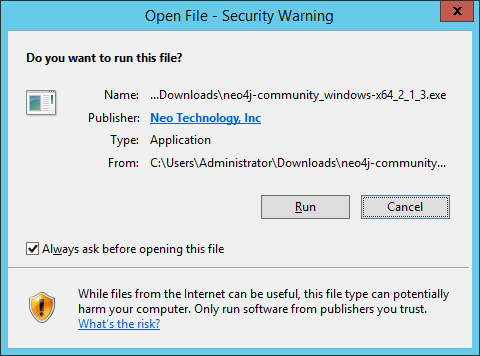 Open File - Security Warning
Do you want to run this file?
Name: ...Downloads\neo4j-community_windows-x64_2_1_3.exe
Publisher: Neo Technology, Inc
Type: Application
From: C:\Users\Administrator\Downloads\neo4j-community...
Run Cancel
Always ask before opening this file
While files from the Internet can be useful, this file type can potentially
harm your computer. Only run software from publishers you trust.
What's the risk?